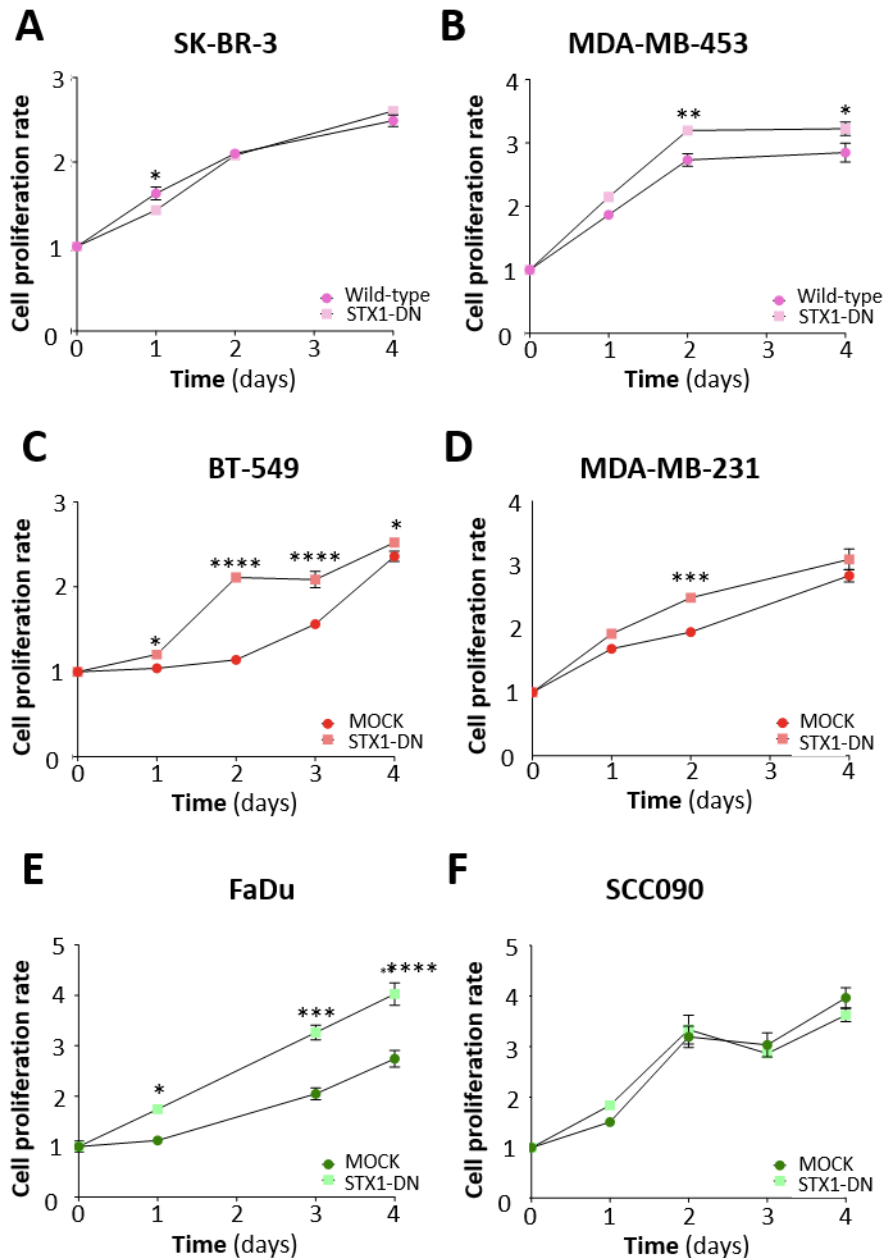 A
SK-BR-3
Cell proliferation rate
3
2
1
0
*
Wild-type
STX1-DN
0 1 2 3 4
Time (days)
B
MDA-MB-453
Cell proliferation rate
4
3
2
1
0
** *
Wild-type
STX1-DN
0 1 2 3 4
Time (days)
C
BT-549
Cell proliferation rate
3
2
1
0
* **** **** *
MOCK
STX1-DN
0 1 2 3 4
Time (days)
D
MDA-MB-231
Cell proliferation rate
4
3
2
1
0
***
MOCK
STX1-DN
0 1 2 3 4
Time (days)
E
FaDu
Cell proliferation rate
5
4
3
2
1
0
* ***
MOCK
STX1-DN
0 1 2 3 4
Time (days)
F
SCC090
Cell proliferation rate
5
4
3
2
1
0
MOCK
STX1-DN
0 1 2 3 4
Time (days)